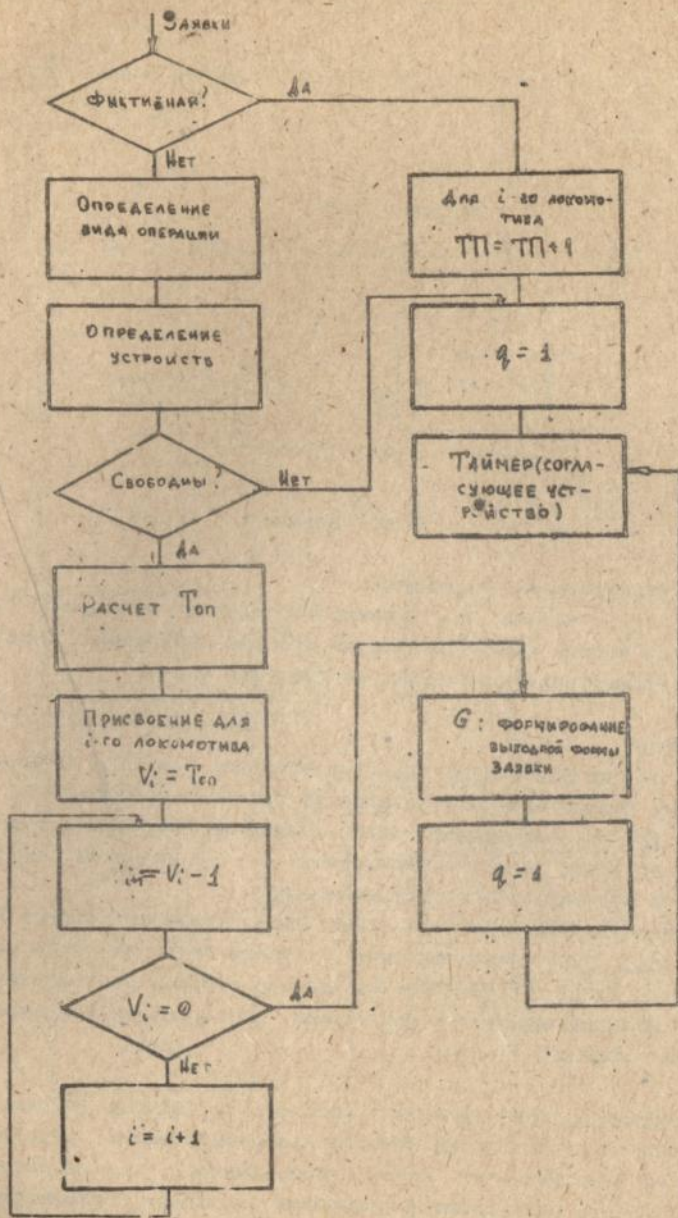 Заявки
Фиктивная?
Да
Нет
Определение
вида операции
Для i-го локомо-
тива
ТП = ТП + 1
Определение
устройств
q = 1
Свободны?
Нет
Таймер (согла-
сующее уст-
ройство)
Да
Расчет Tоп
Присвоение для
i-го локомотива
Vi = Tоп
G: формирование
выходной формы
заявки
= Vi - 1
q = 1
Vi = 0
Да
Нет
i = i + 1